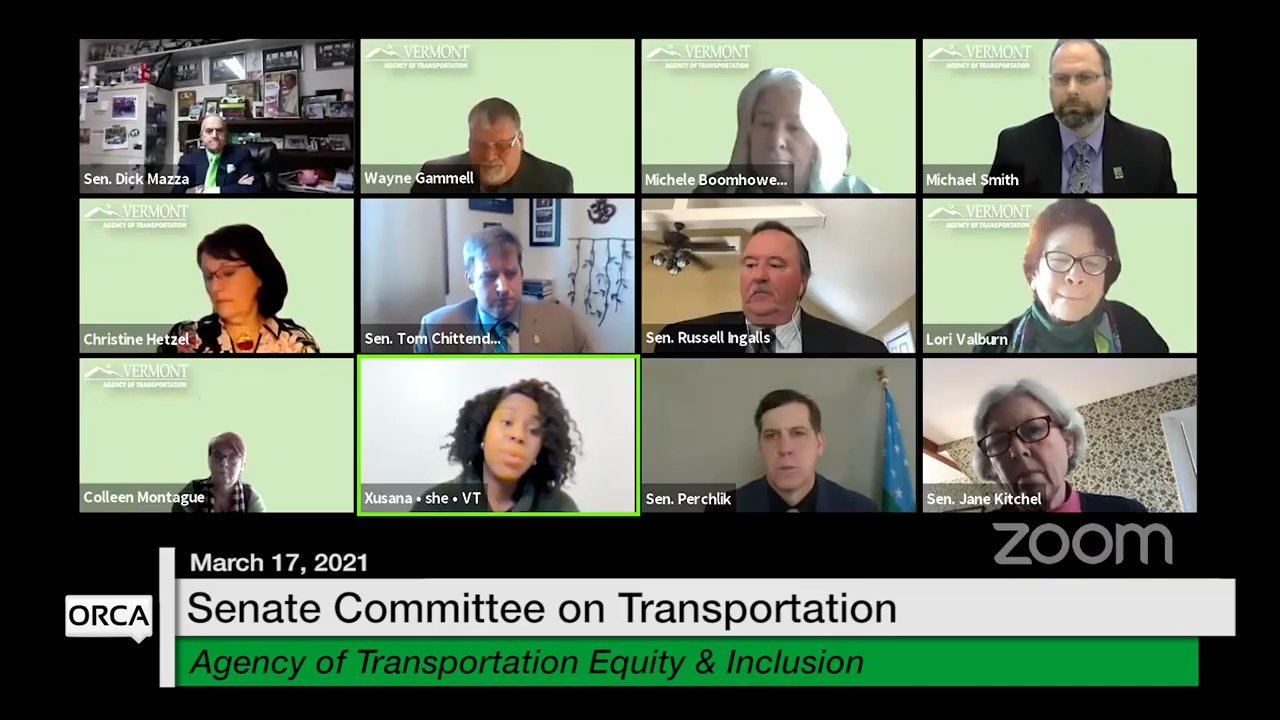 VERMONT
AGENCY OF TRANSPORTATION
VERMONT
AGENCY OF TRANSPORTATION
VERMONT
AGENCY OF TRANSPORTATION
Sen. Dick Mazza
Wayne Gammell
Michele Boomhowe...
Michael Smith
VERMONT
AGENCY OF TRANSPORTATION
VERMONT
AGENCY OF TRANSPORTATION
Christine Hetzel
Sen. Tom Chittend...
Sen. Russell Ingalls
Lori Valburn
VERMONT
AGENCY OF TRANSPORTATION
Colleen Montague
Xusana • she • VT
Sen. Perchlik
Sen. Jane Kitchel
zoom
March 17, 2021
ORCA
Senate Committee on Transportation
Agency of Transportation Equity & Inclusion